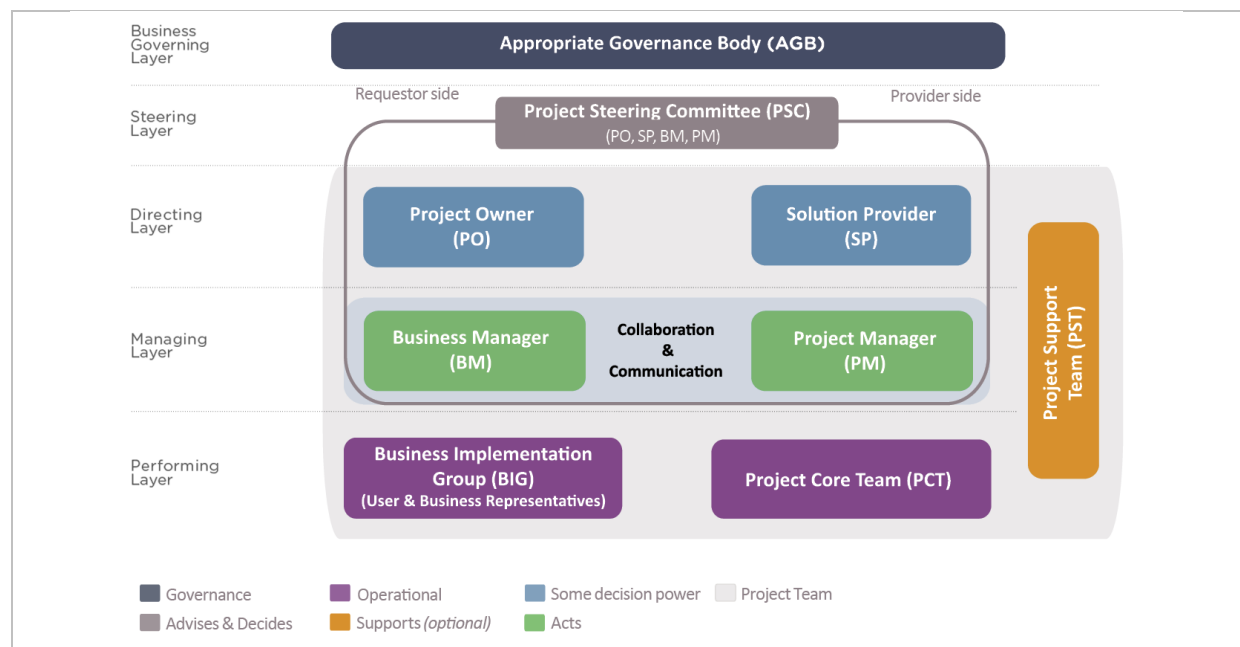 Business
Governing
Layer
Appropriate Governance Body (AGB)
Requestor side
Provider side
Steering
Layer
Project Steering Committee (PSC)
(PO, SP, BM, PM)
Directing
Layer
Project Owner
(PO)
Solution Provider
(SP)
Managing
Layer
Business Manager
(BM)
Collaboration
&
Communication
Project Manager
(PM)
Project Support
Team (PST)
Performing
Layer
Business Implementation
Group (BIG)
(User & Business Representatives)
Project Core Team (PCT)
Governance
Operational
Some decision power
Project Team
Advises & Decides
Supports (optional)
Acts